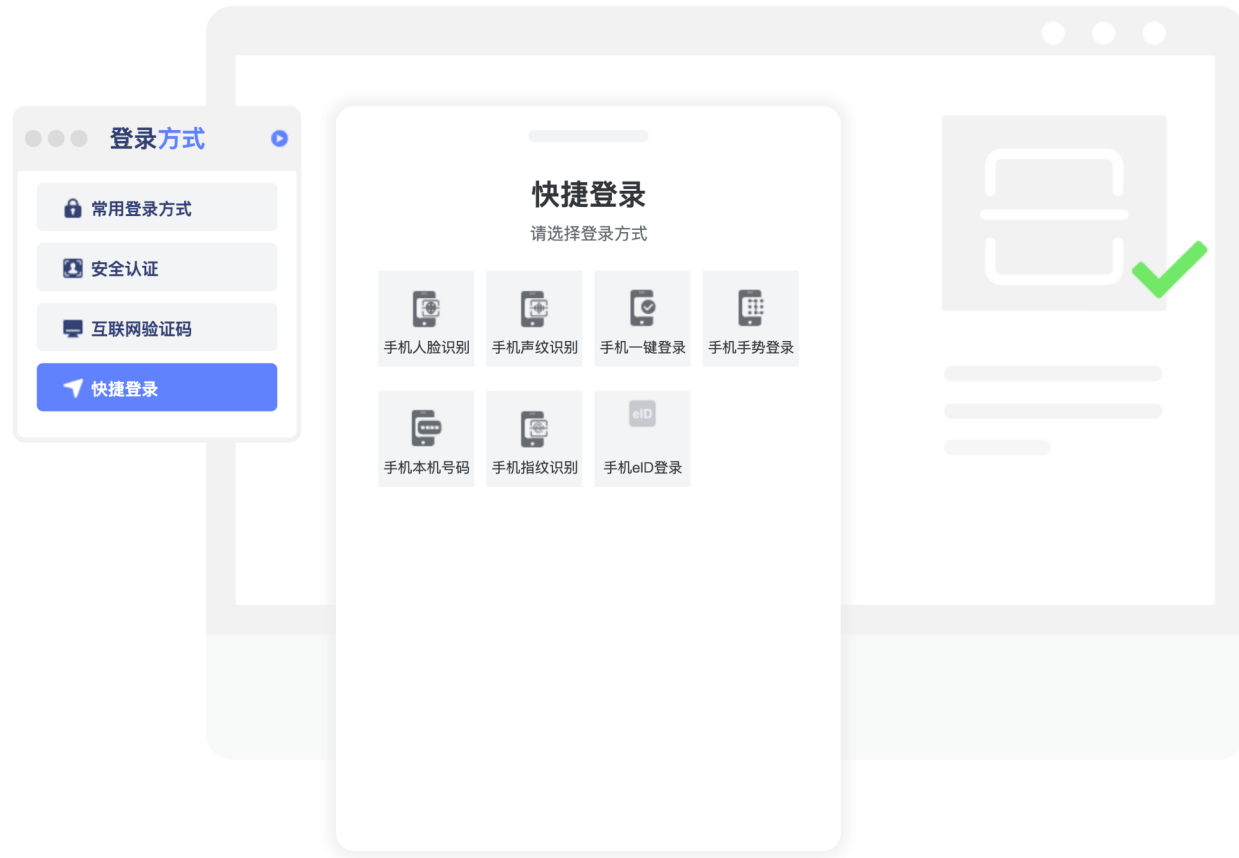 登录方式
常用登录方式
安全认证
互联网验证码
快捷登录
快捷登录
请选择登录方式
手机人脸识别 手机声纹识别 手机一键登录 手机手势登录
eID
手机本机号码 手机指纹识别 手机eID登录